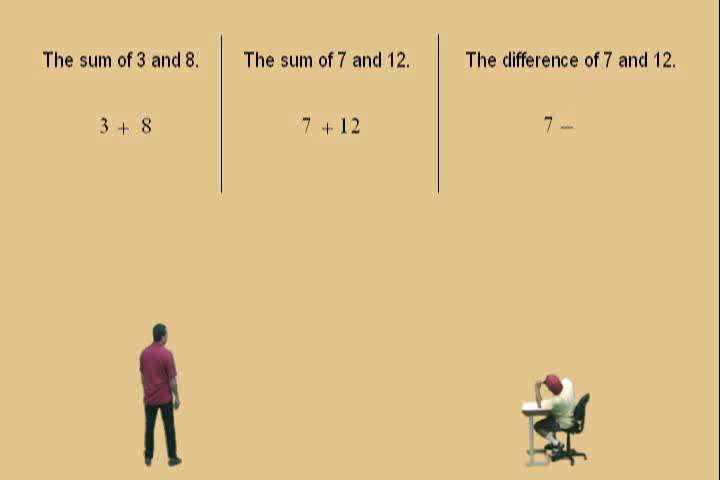 The sum of 3 and 8.
3 + 8
The sum of 7 and 12.
7 + 12
The difference of 7 and 12.
7 –